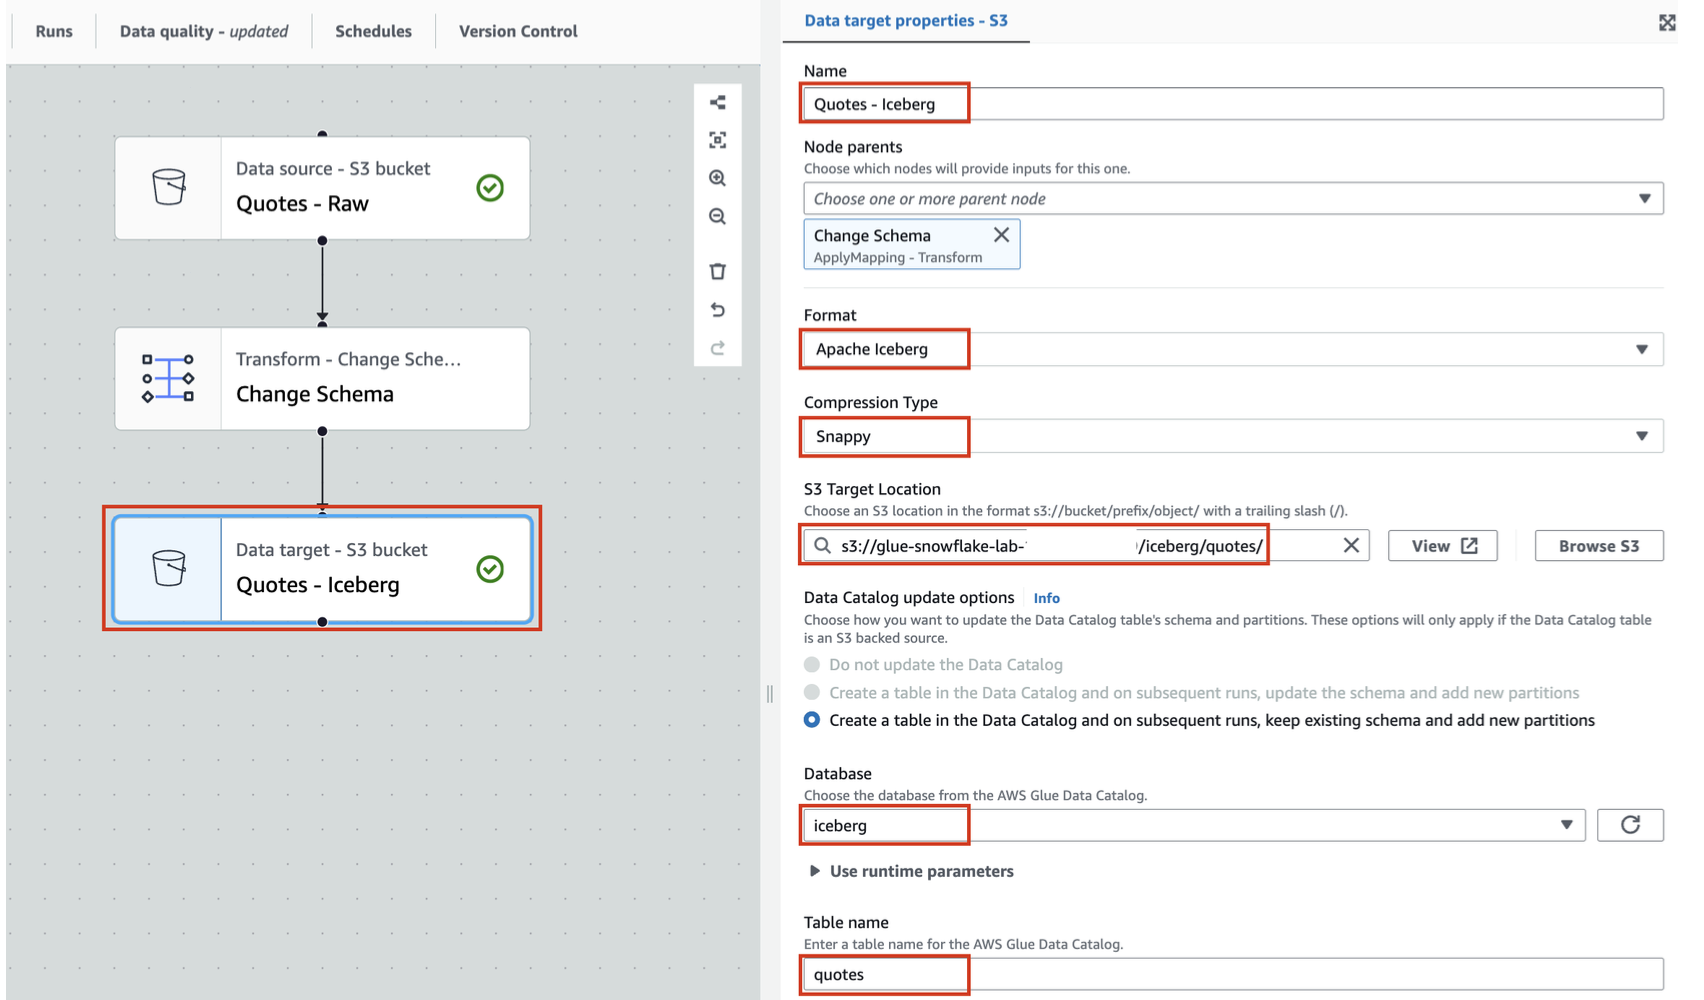 Runs
Data quality - updated
Schedules
Version Control
Data source - S3 bucket
Quotes - Raw
Transform - Change Sche...
Change Schema
Data target - S3 bucket
Quotes - Iceberg
Data target properties - S3
Name
Quotes - Iceberg
Node parents
Choose which nodes will provide inputs for this one.
Choose one or more parent node
Change Schema
ApplyMapping - Transform
Format
Apache Iceberg
Compression Type
Snappy
S3 Target Location
Choose an S3 location in the format s3://bucket/prefix/object/ with a trailing slash (/).
s3://glue-snowflake-lab- /iceberg/quotes/
View
Browse S3
Data Catalog update options
Info
Choose how you want to update the Data Catalog table's schema and partitions. These options will only apply if the Data Catalog table
is an S3 backed source.
Do not update the Data Catalog
Create a table in the Data Catalog and on subsequent runs, update the schema and add new partitions
Create a table in the Data Catalog and on subsequent runs, keep existing schema and add new partitions
Database
Choose the database from the AWS Glue Data Catalog.
iceberg
Use runtime parameters
Table name
Enter a table name for the AWS Glue Data Catalog.
quotes